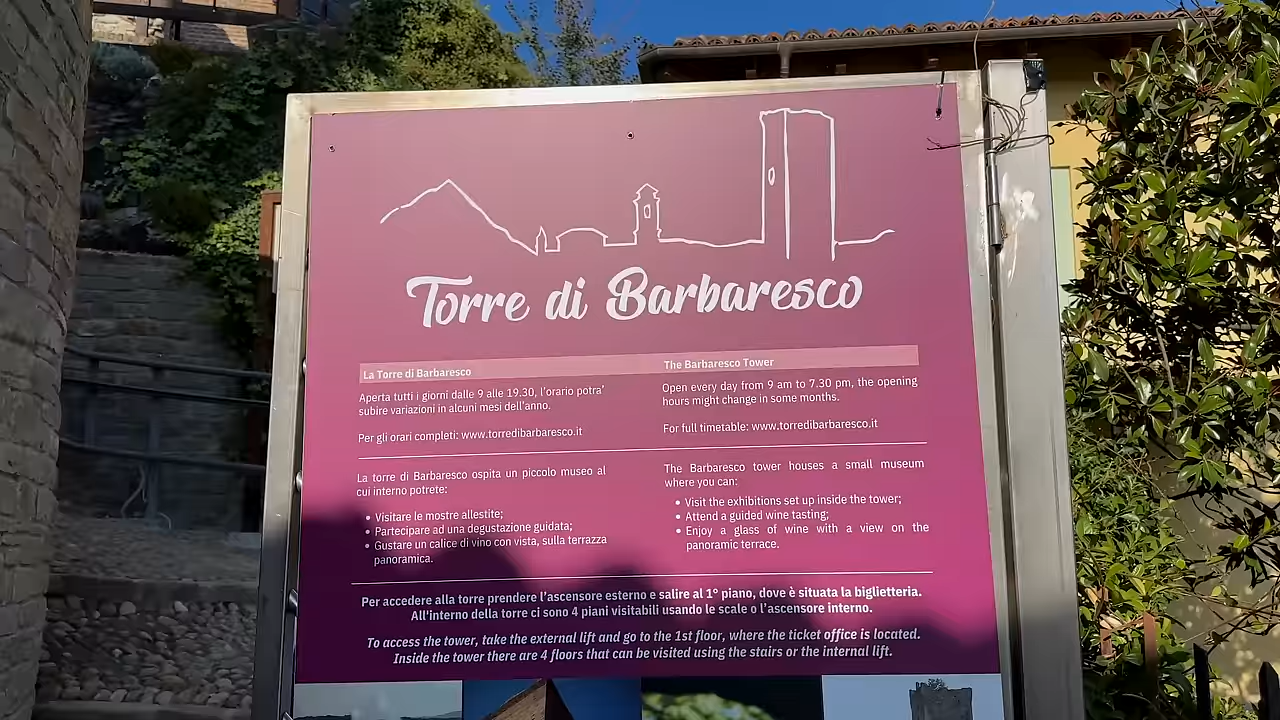 Torre di Barbaresco
La Torre di Barbaresco
Aperta tutti i giorni dalle 9 alle 19.30, l'orario potra'
subire variazioni in alcuni mesi dell'anno.
Per gli orari completi: www.torredibarbaresco.it
The Barbaresco Tower
Open every day from 9 am to 7.30 pm, the opening
hours might change in some months.
For full timetable: www.torredibarbaresco.it
La torre di Barbaresco ospita un piccolo museo al
cui interno potrete:
• Visitare le mostre allestite;
• Partecipare ad una degustazione guidata;
• Gustare un calice di vino con vista, sulla terrazza
panoramica.
The Barbaresco tower houses a small museum
where you can:
• Visit the exhibitions set up inside the tower;
• Attend a guided wine tasting;
• Enjoy a glass of wine with a view on the
panoramic terrace.
Per accedere alla torre prendere l'ascensore esterno e salire al 1° piano, dove è situata la biglietteria.
All'interno della torre ci sono 4 piani visitabili usando le scale o l'ascensore interno.
To access the tower, take the external lift and go to the 1st floor, where the ticket office is located.
Inside the tower there are 4 floors that can be visited using the stairs or the internal lift.